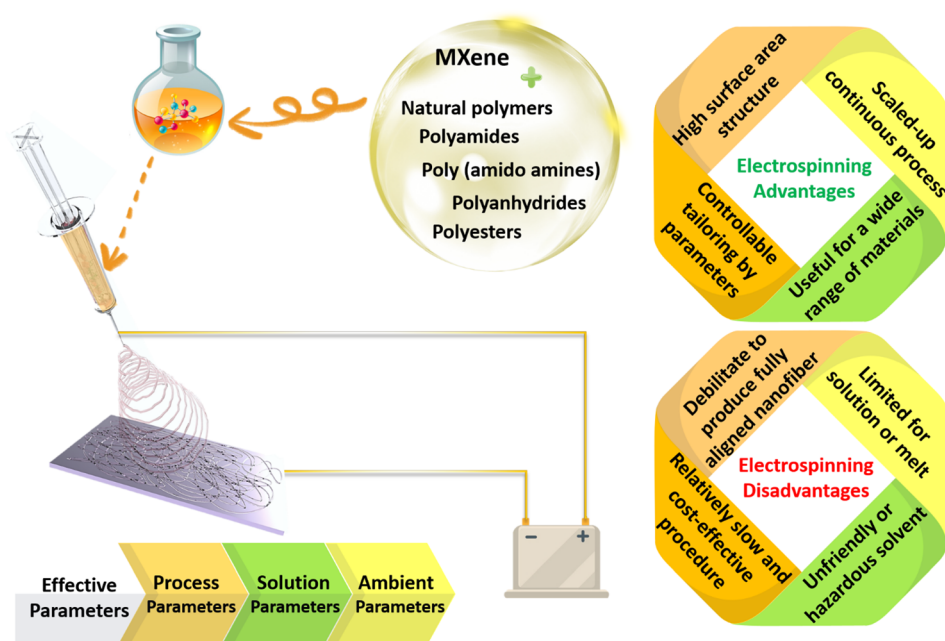 MXene
+
Natural polymers
Polyamides
Poly (amido amines)
Polyanhydrides
Polyesters
High surface area
structure
Scaled-up
continuous process
Electrospinning
Advantages
Controllable
tailoring by
parameters
Useful for a wide
range of materials
Debilitate to
produce fully
aligned nanofiber
Limited for
solution or melt
Electrospinning
Disadvantages
Relatively slow and
cost-effective
procedure
Unfriendly or
hazardous solvent
- +
Effective
Parameters
Process
Parameters
Solution
Parameters
Ambient
Parameters